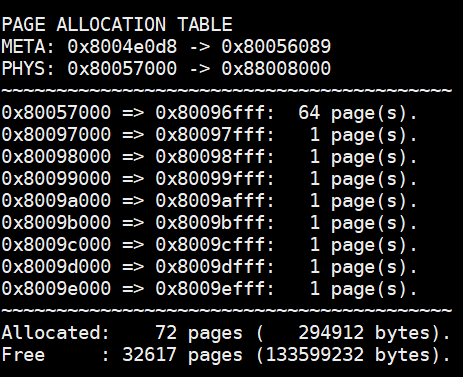 PAGE ALLOCATION TABLE
META: 0x8004e0d8 -> 0x80056089
PHYS: 0x80057000 -> 0x88008000
~~~~~~~~~~~~~~~~~~~~~~~~~~~~~~~~~~~~~~~~~
0x80057000 => 0x80096fff:  64 page(s).
0x80097000 => 0x80097fff:   1 page(s).
0x80098000 => 0x80098fff:   1 page(s).
0x80099000 => 0x80099fff:   1 page(s).
0x8009a000 => 0x8009afff:   1 page(s).
0x8009b000 => 0x8009bfff:   1 page(s).
0x8009c000 => 0x8009cfff:   1 page(s).
0x8009d000 => 0x8009dfff:   1 page(s).
0x8009e000 => 0x8009efff:   1 page(s).
~~~~~~~~~~~~~~~~~~~~~~~~~~~~~~~~~~~~~~~~~
Allocated:    72 pages (   294912 bytes).
Free     : 32617 pages (133599232 bytes).